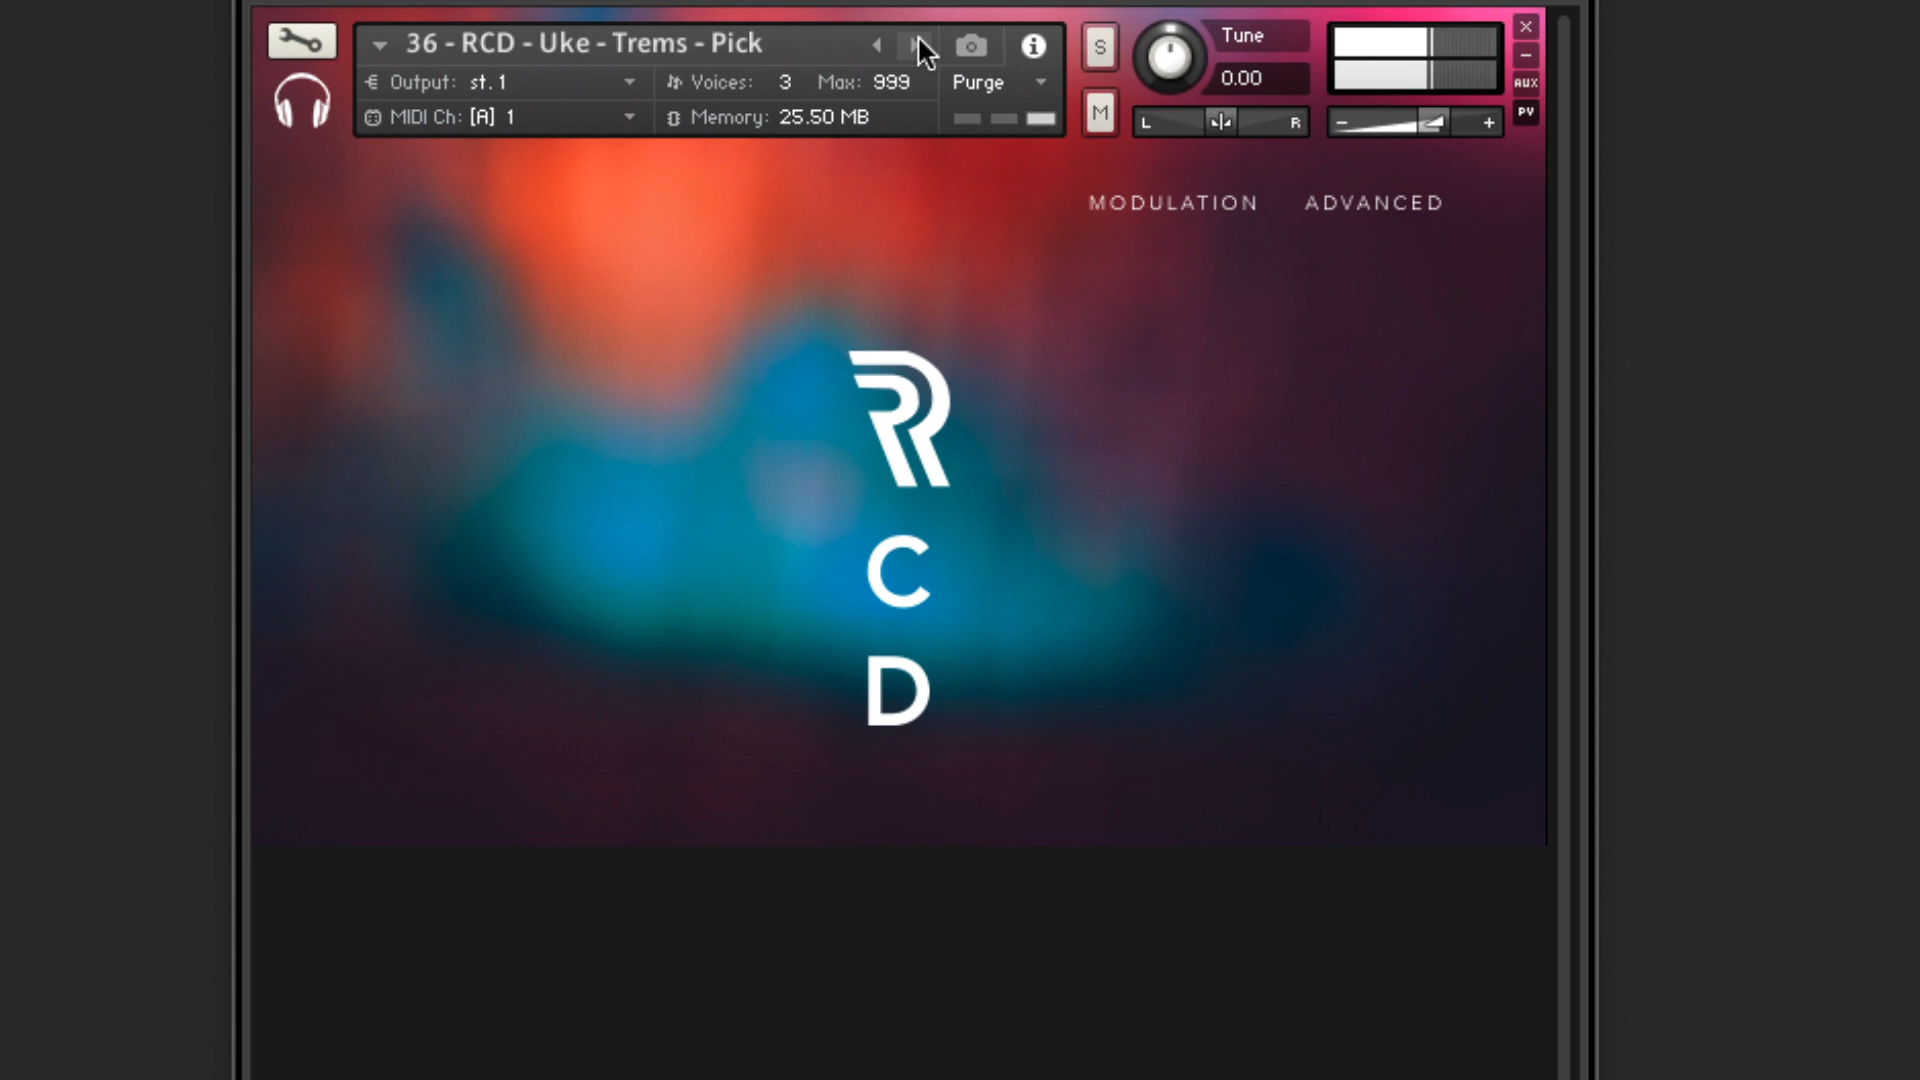 36 - RCD - Uke - Trems - Pick
Output: st. 1
Voices: 3 Max: 999
Purge
MIDI Ch: [A] 1
Memory: 25.50 MB
S
M
Tune
0.00
L R
- +
AUX
PV
MODULATION ADVANCED
R
C
D